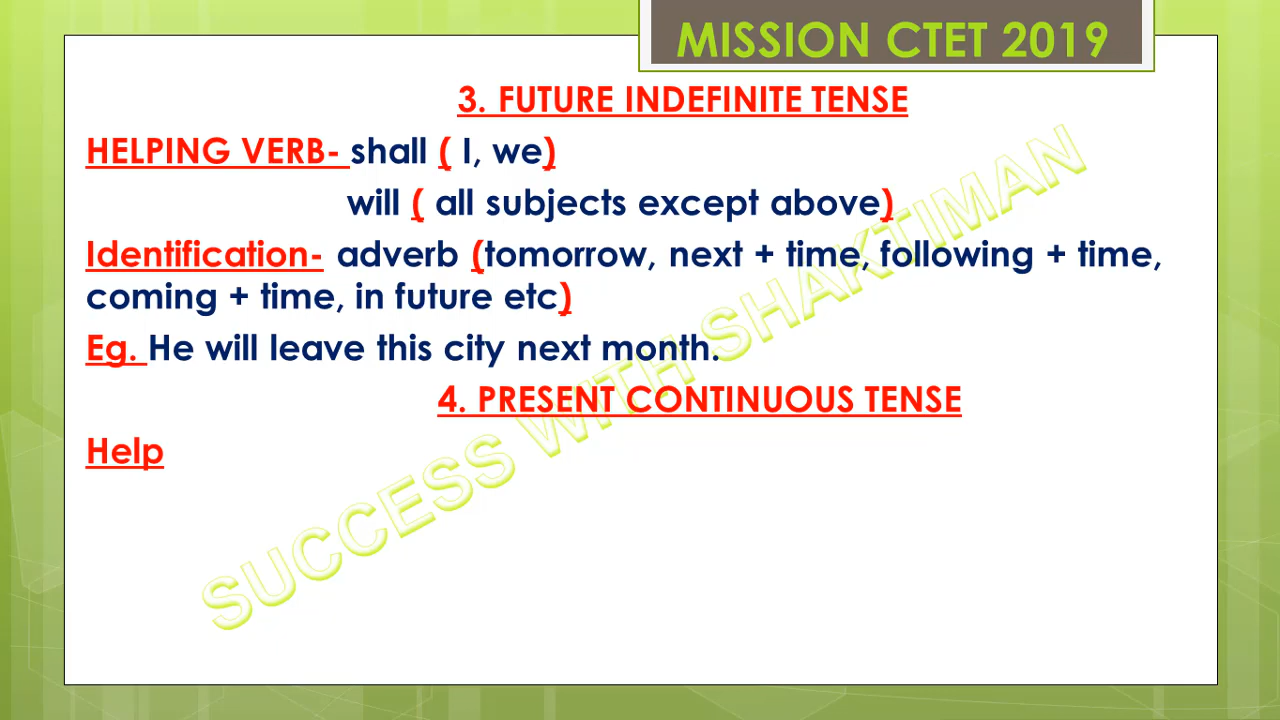 MISSION CTET 2019
3. FUTURE INDEFINITE TENSE
HELPING VERB- shall ( I, we)
will ( all subjects except above)
Identification- adverb (tomorrow, next + time, following + time,
coming + time, in future etc)
Eg. He will leave this city next month.
4. PRESENT CONTINUOUS TENSE
Help
SUCCESS WITH SHAKTIMAN